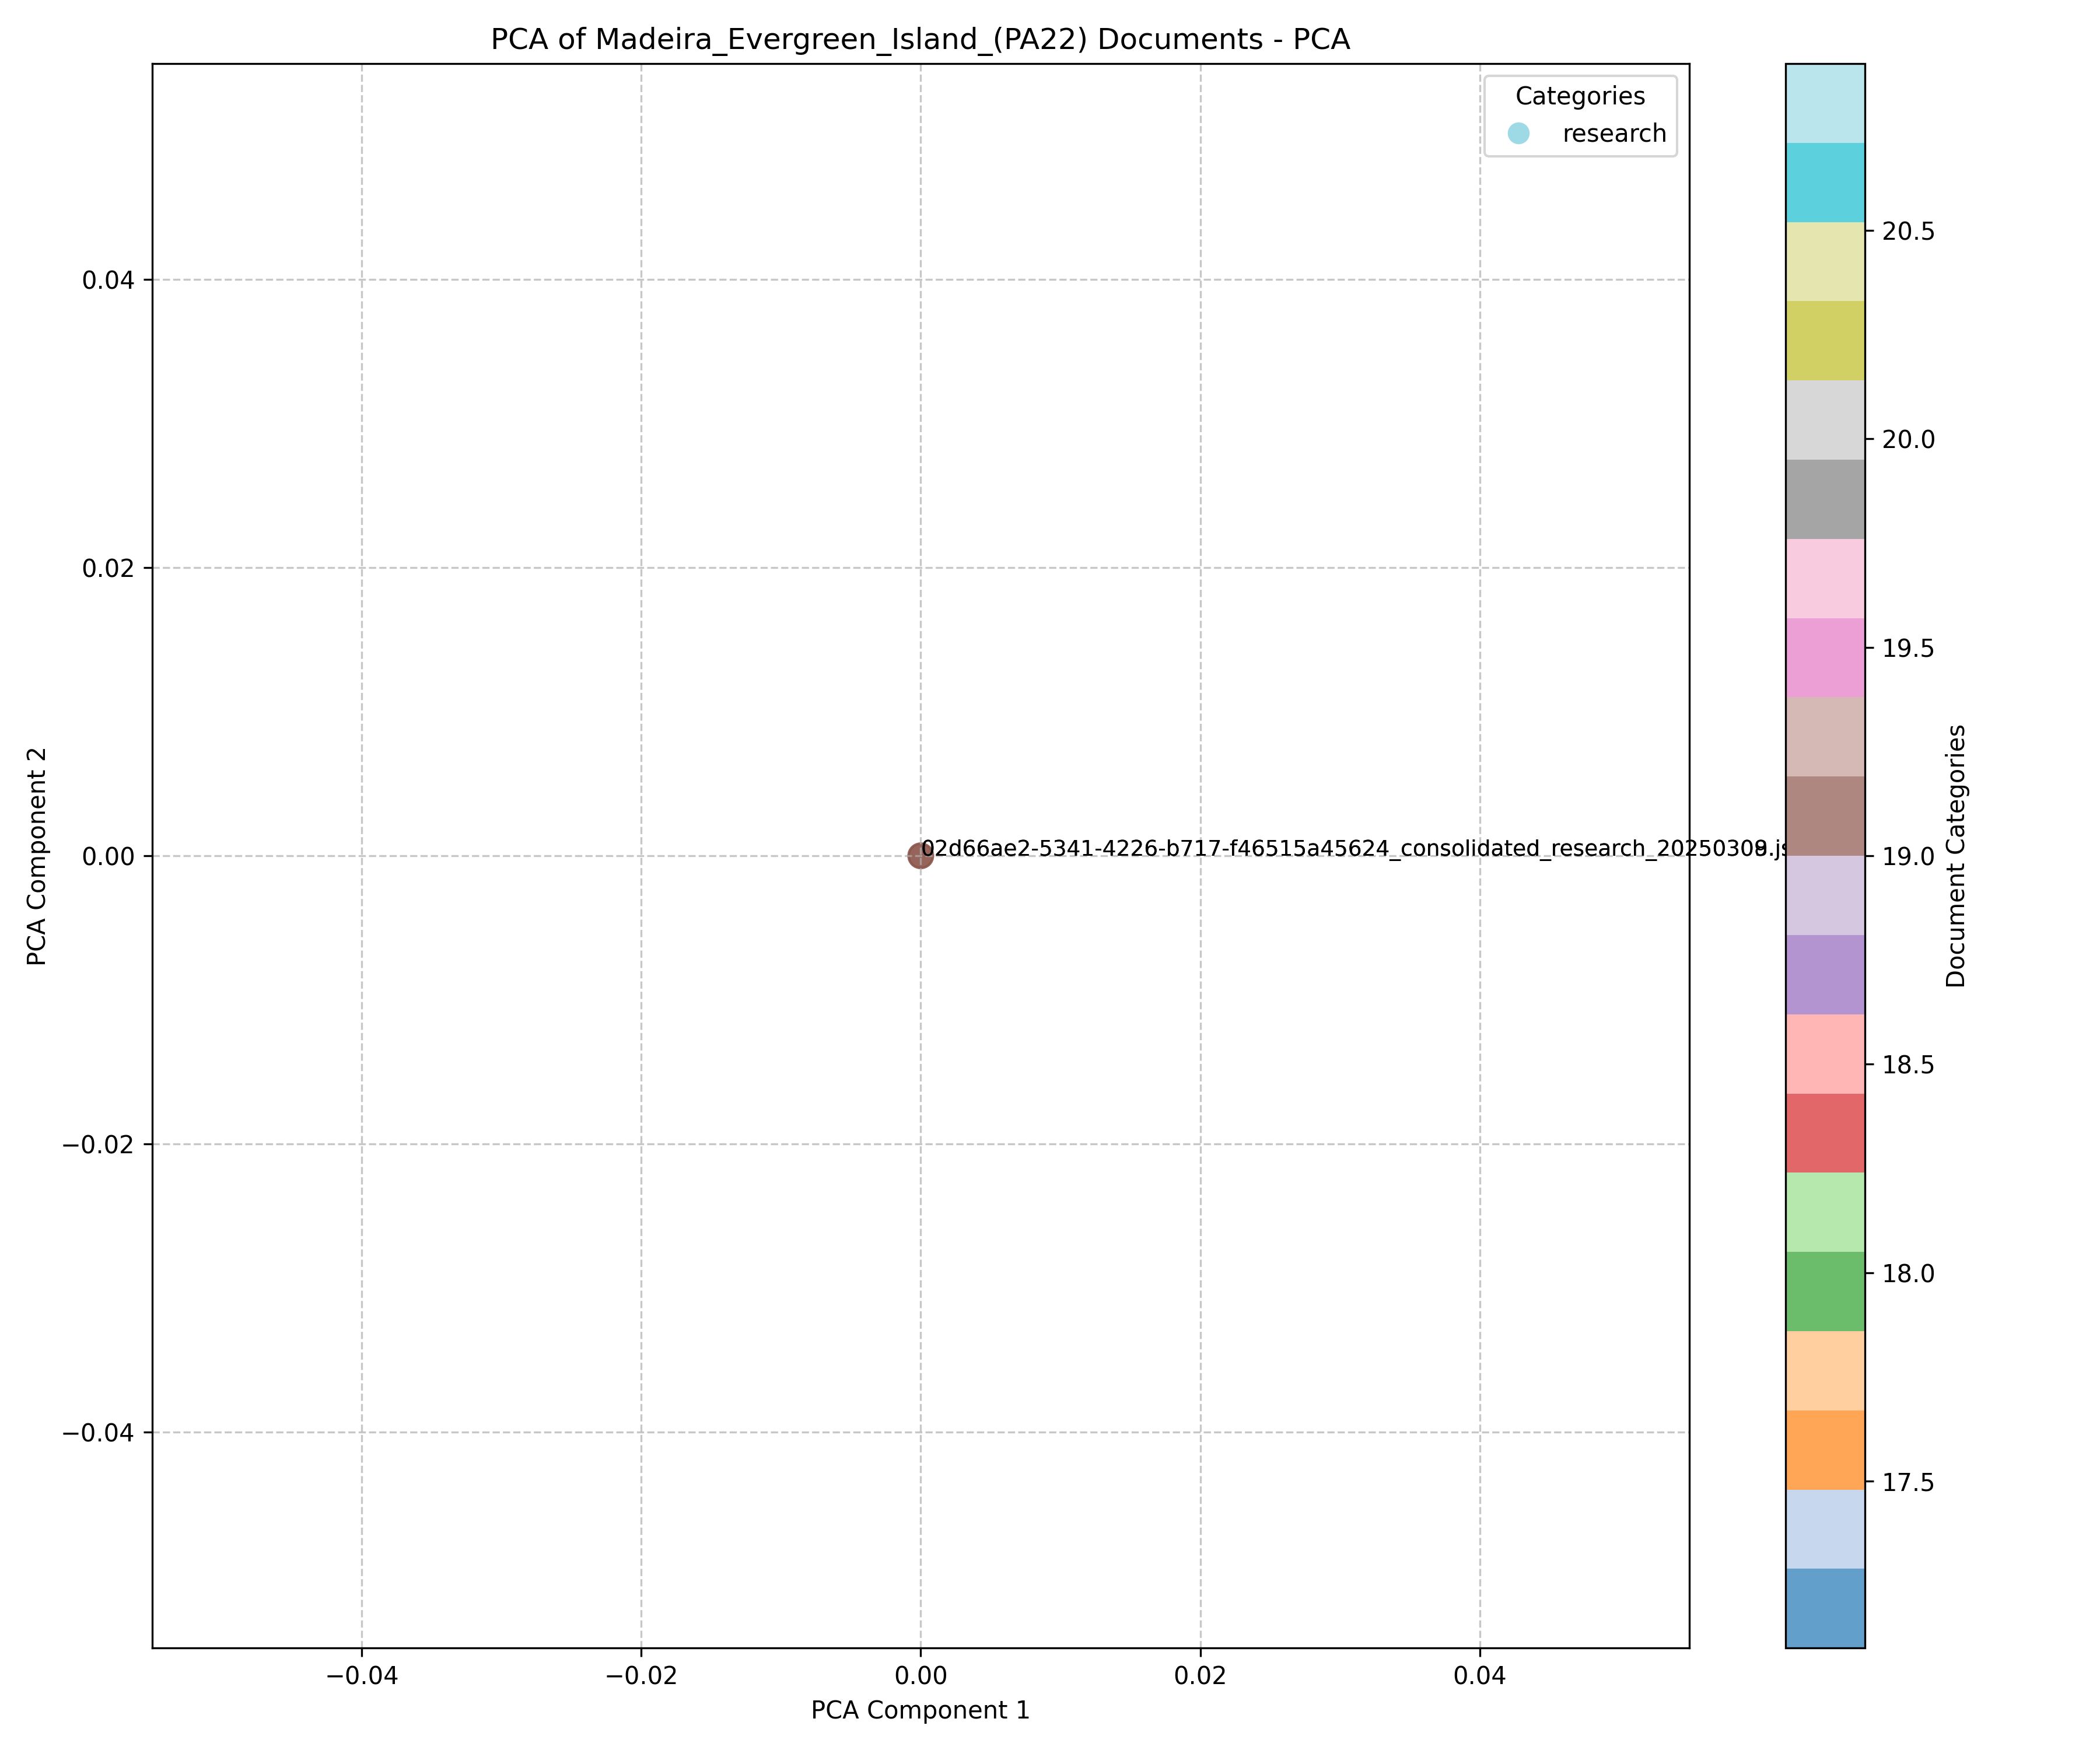 PCA of Madeira_Evergreen_Island_(PA22) Documents - PCA
Categories
research
0.04
0.02
0.00
−0.02
−0.04
PCA Component 2
02d66ae2-5341-4226-b717-f46515a45624_consolidated_research_20250309.js
−0.04
−0.02
0.00
0.02
0.04
PCA Component 1
20.5
20.0
19.5
19.0
18.5
18.0
17.5
Document Categories